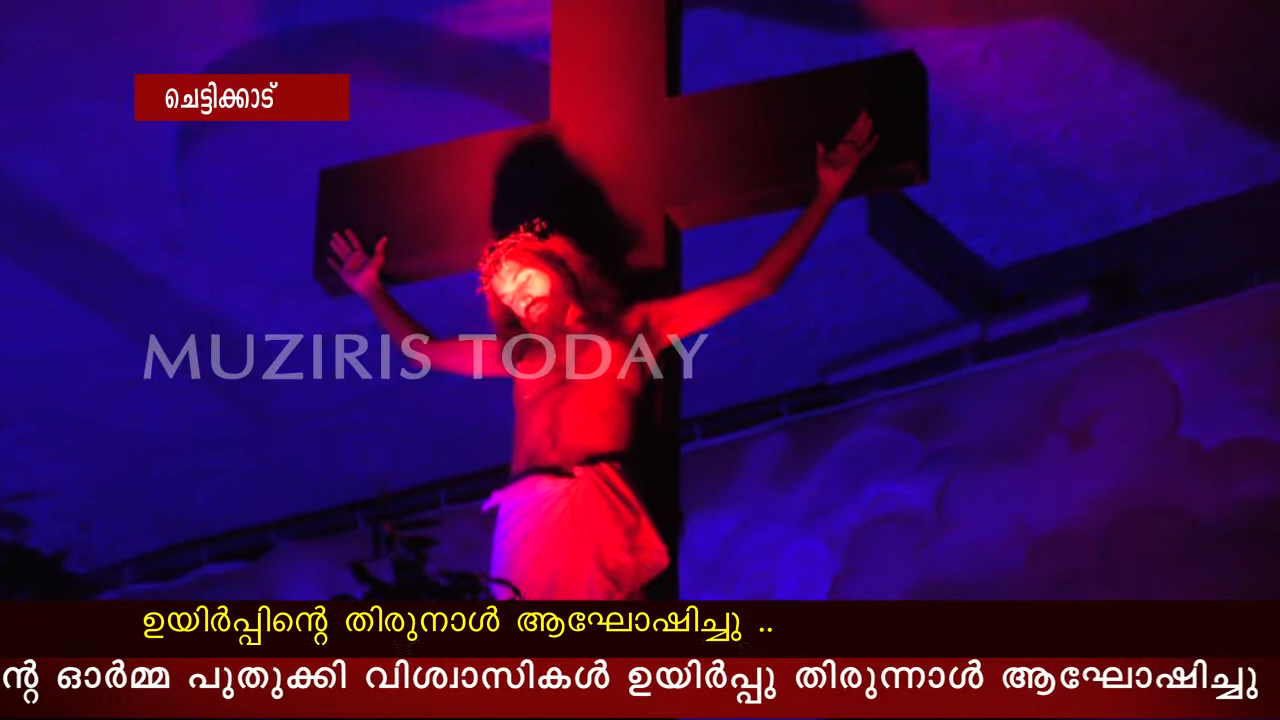 ചെട്ടിക്കാട്
MUZIRIS TODAY
ഉയിർപ്പിന്റെ തിരുനാൾ ആഘോഷിച്ചു ..
ന്റ ഓർമ്മ പുതുക്കി വിശ്വാസികൾ ഉയിർപ്പു തിരുന്നാൾ ആഘോഷിച്ചു